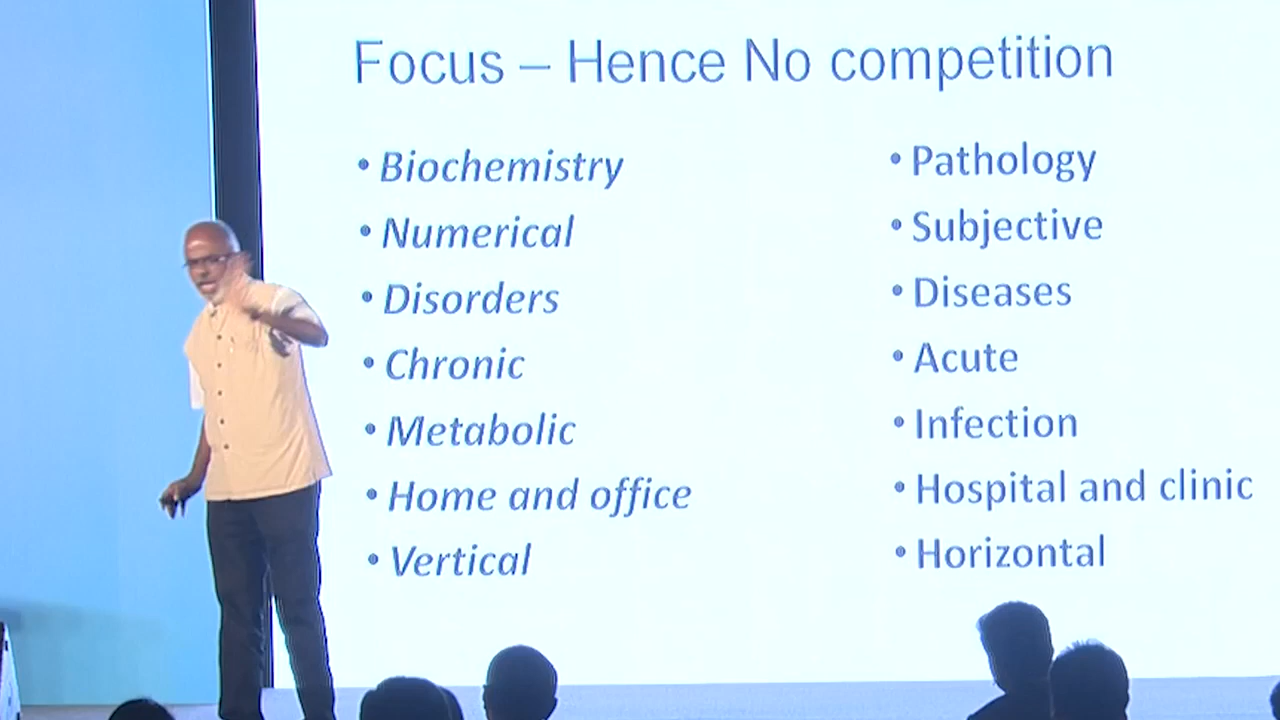 Focus – Hence No competition
• Biochemistry
• Numerical
• Disorders
• Chronic
• Metabolic
• Home and office
• Vertical
• Pathology
• Subjective
• Diseases
• Acute
• Infection
• Hospital and clinic
• Horizontal